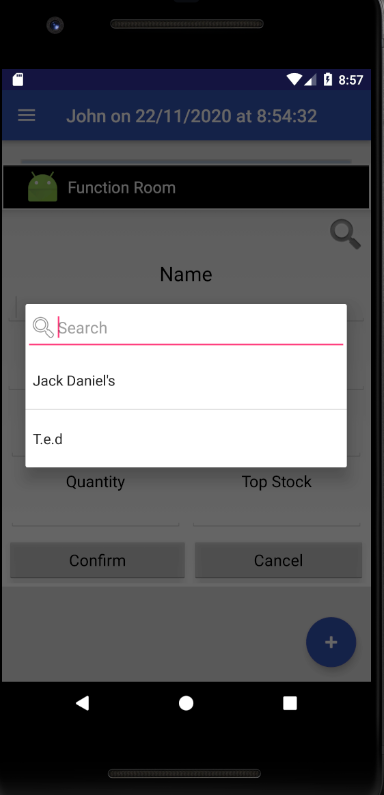 8:57
John on 22/11/2020 at 8:54:32
Function Room
Name
Search
Jack Daniel's
T.e.d
Quantity Top Stock
Confirm Cancel
+